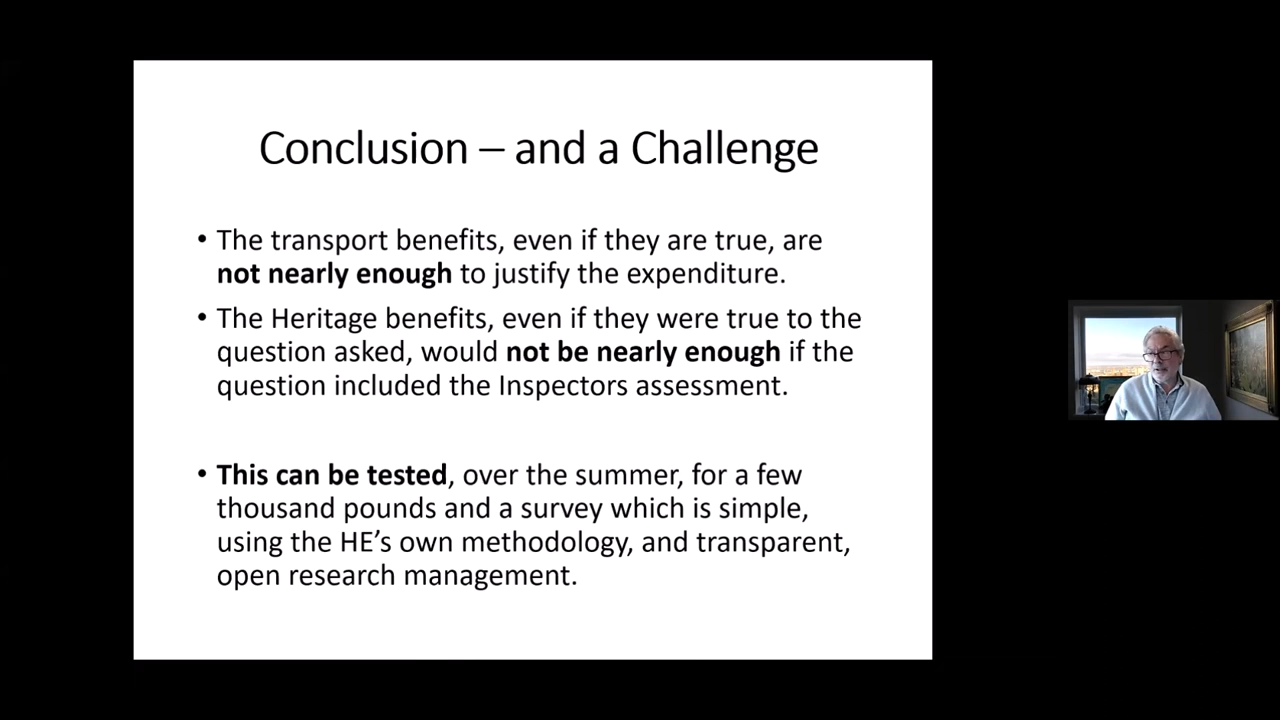 Conclusion – and a Challenge
• The transport benefits, even if they are true, are
not nearly enough to justify the expenditure.
• The Heritage benefits, even if they were true to the
question asked, would not be nearly enough if the
question included the Inspectors assessment.
• This can be tested, over the summer, for a few
thousand pounds and a survey which is simple,
using the HE’s own methodology, and transparent,
open research management.